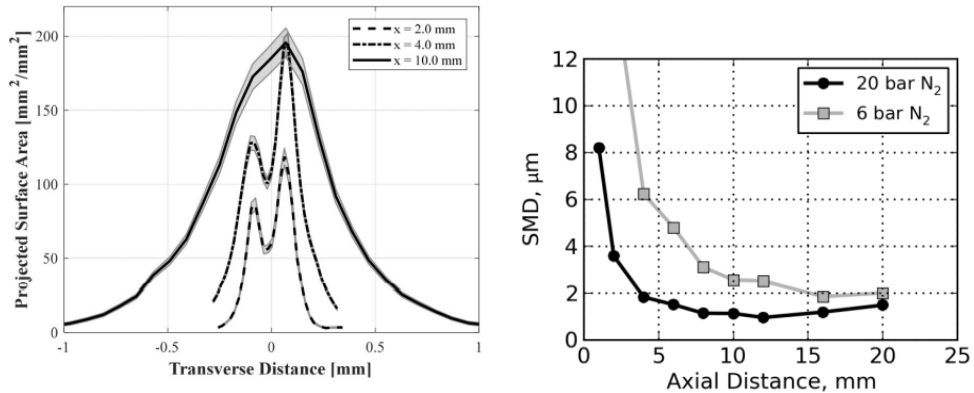 Projected Surface Area [mm²/mm²]
200
150
100
50
0
-1
-0.5
0
0.5
1
Transverse Distance [mm]
x = 2.0 mm
x = 4.0 mm
x = 10.0 mm
SMD, μm
12
10
8
6
4
2
0
0
5
10
15
20
25
Axial Distance, mm
20 bar N₂
6 bar N₂